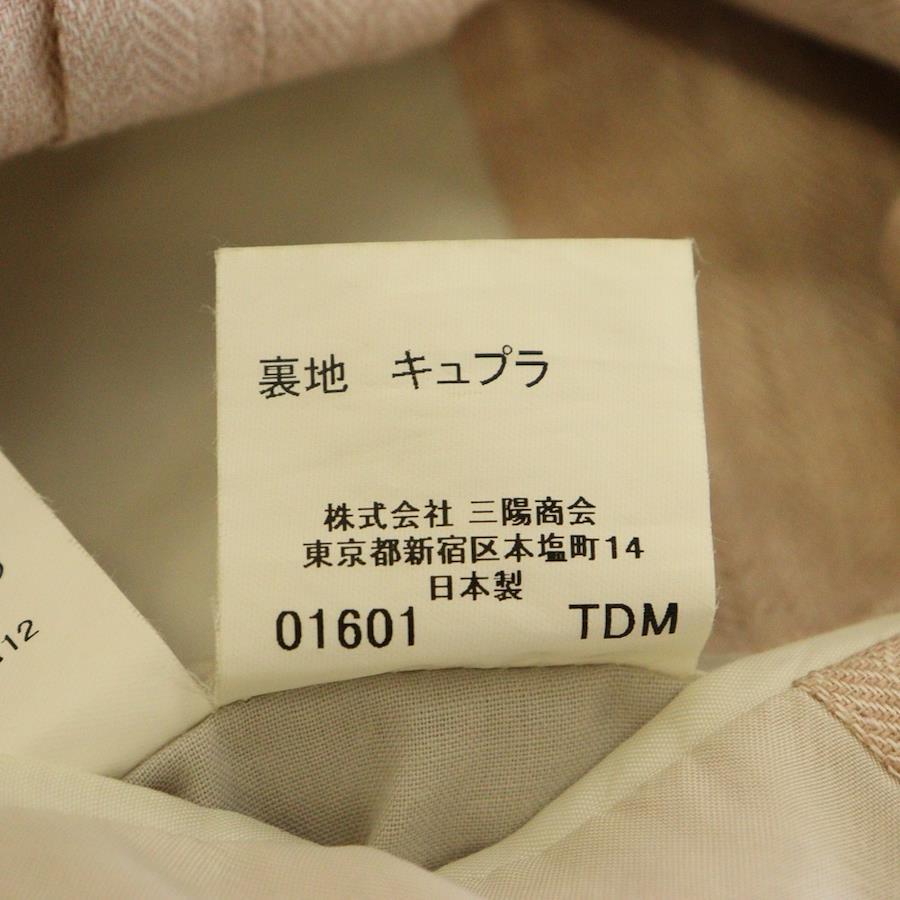 裏地 キュプラ
株式会社 三陽商会
東京都新宿区本塩町14
日本製
01601 TDM
12